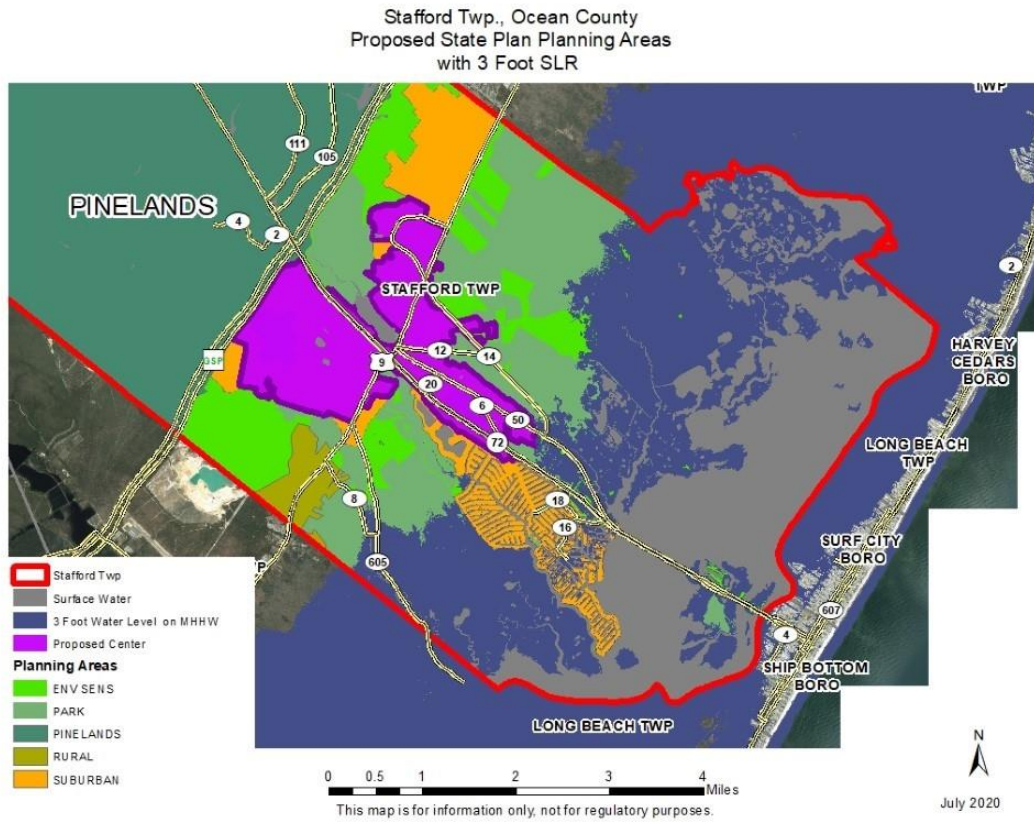 Stafford Twp., Ocean County
Proposed State Plan Planning Areas
with 3 Foot SLR
TWP
111
105
PINELANDS
4
2
2
STAFFORD TWP
GSP
9
12
14
20
6
50
72
HARVEY
CEDARS
BORO
LONG BEACH
TWP
8
18
16
605
SURF CITY
BORO
607
4
SHIP BOTTOM
BORO
LONG BEACH TWP
Stafford Twp
Surface Water
3 Foot Water Level on MHHW
Proposed Center
Planning Areas
ENV SENS
PARK
PINELANDS
RURAL
SUBURBAN
0 0.5 1 2 3 4
Miles
This map is for information only, not for regulatory purposes.
N
July 2020